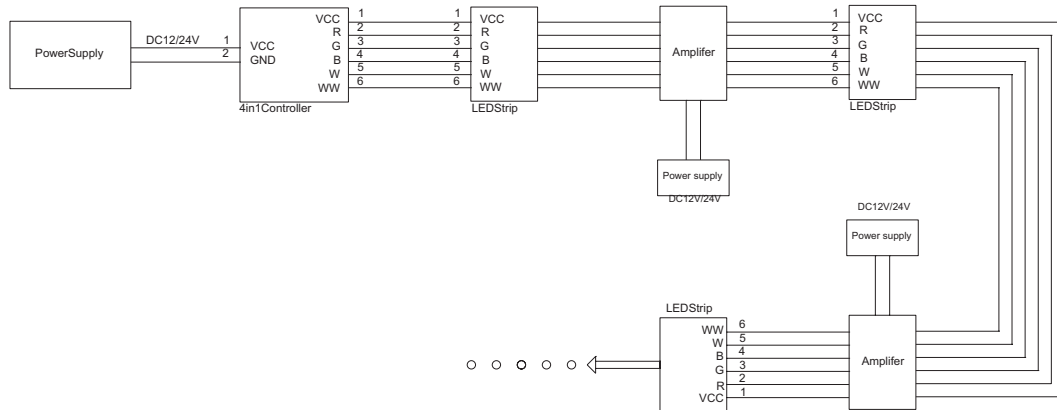 PowerSupply
DC12/24V
1
2
VCC
GND
VCC
R
G
B
W
WW
1
2
3
4
5
6
4in1Controller
1
2
3
4
5
6
VCC
R
G
B
W
WW
LEDStrip
Amplifer
Power supply
DC12V/24V
1
2
3
4
5
6
VCC
R
G
B
W
WW
LEDStrip
DC12V/24V
Power supply
Amplifer
LEDStrip
WW
W
B
G
R
VCC
6
5
4
3
2
1